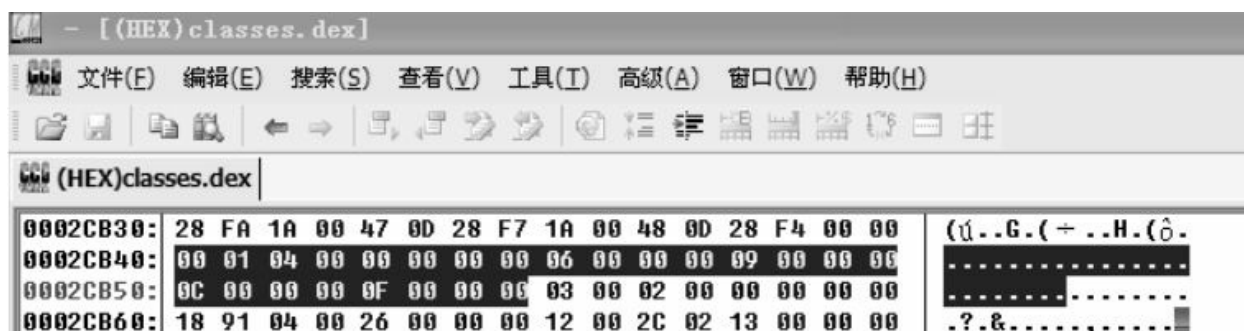 - [(HEX)classes.dex]
文件(F) 编辑(E) 搜索(S) 查看(V) 工具(T) 高级(A) 窗口(W) 帮助(H)
(HEX)classes.dex
0002CB30: 28 FA 1A 00 47 0D 28 F7 1A 00 48 0D 28 F4 00 00 (ú..G.(÷..H.(ô.
0002CB40: 00 01 04 00 00 00 00 00 06 00 00 00 09 00 00 00 ................
0002CB50: 0C 00 00 00 0F 00 00 00 03 00 02 00 00 00 00 00 ................
0002CB60: 18 91 04 00 26 00 00 00 12 00 2C 02 13 00 00 00 .?.&.....,.....